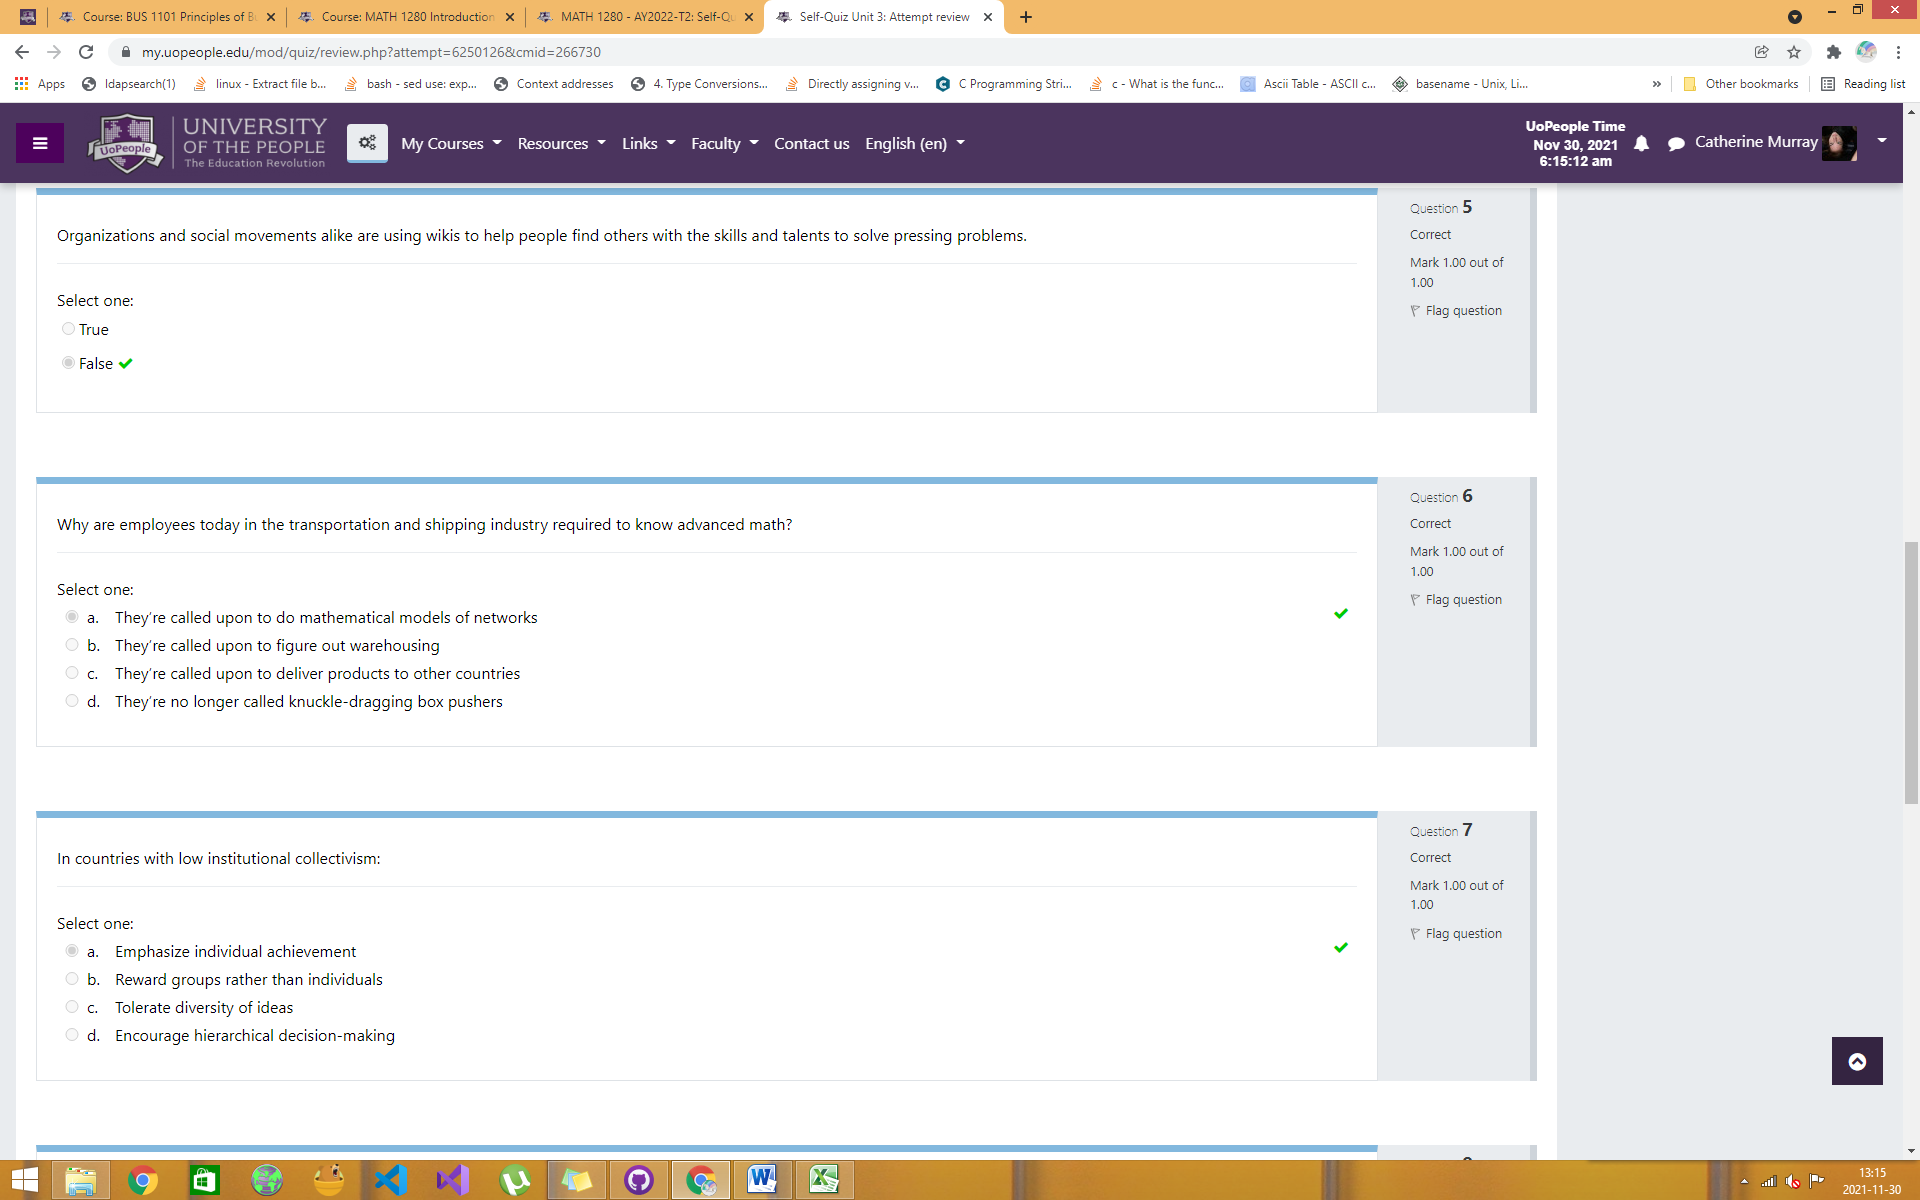 Course: BUS 1101 Principles of B
Course: MATH 1280 Introduction
MATH 1280 - AY2022-T2: Self-Qu
Self-Quiz Unit 3: Attempt review
my.uopeople.edu/mod/quiz/review.php?attempt=6250126&cmid=266730
Apps
ldapsearch(1)
linux - Extract file b...
bash - sed use: exp...
Context addresses
4. Type Conversions...
Directly assigning v...
C Programming Stri...
c - What is the func...
Ascii Table - ASCII c...
basename - Unix, Li...
»
Other bookmarks
Reading list
UoPeople
UNIVERSITY
OF THE PEOPLE
The Education Revolution
My Courses
Resources
Links
Faculty
Contact us
English (en)
UoPeople Time
Nov 30, 2021
6:15:12 am
Catherine Murray
Organizations and social movements alike are using wikis to help people find others with the skills and talents to solve pressing problems.
Select one:
True
False
Question 5
Correct
Mark 1.00 out of
1.00
Flag question
Why are employees today in the transportation and shipping industry required to know advanced math?
Select one:
a. They're called upon to do mathematical models of networks
b. They're called upon to figure out warehousing
c. They're called upon to deliver products to other countries
d. They're no longer called knuckle-dragging box pushers
Question 6
Correct
Mark 1.00 out of
1.00
Flag question
In countries with low institutional collectivism:
Select one:
a. Emphasize individual achievement
b. Reward groups rather than individuals
c. Tolerate diversity of ideas
d. Encourage hierarchical decision-making
Question 7
Correct
Mark 1.00 out of
1.00
Flag question
13:15
2021-11-30